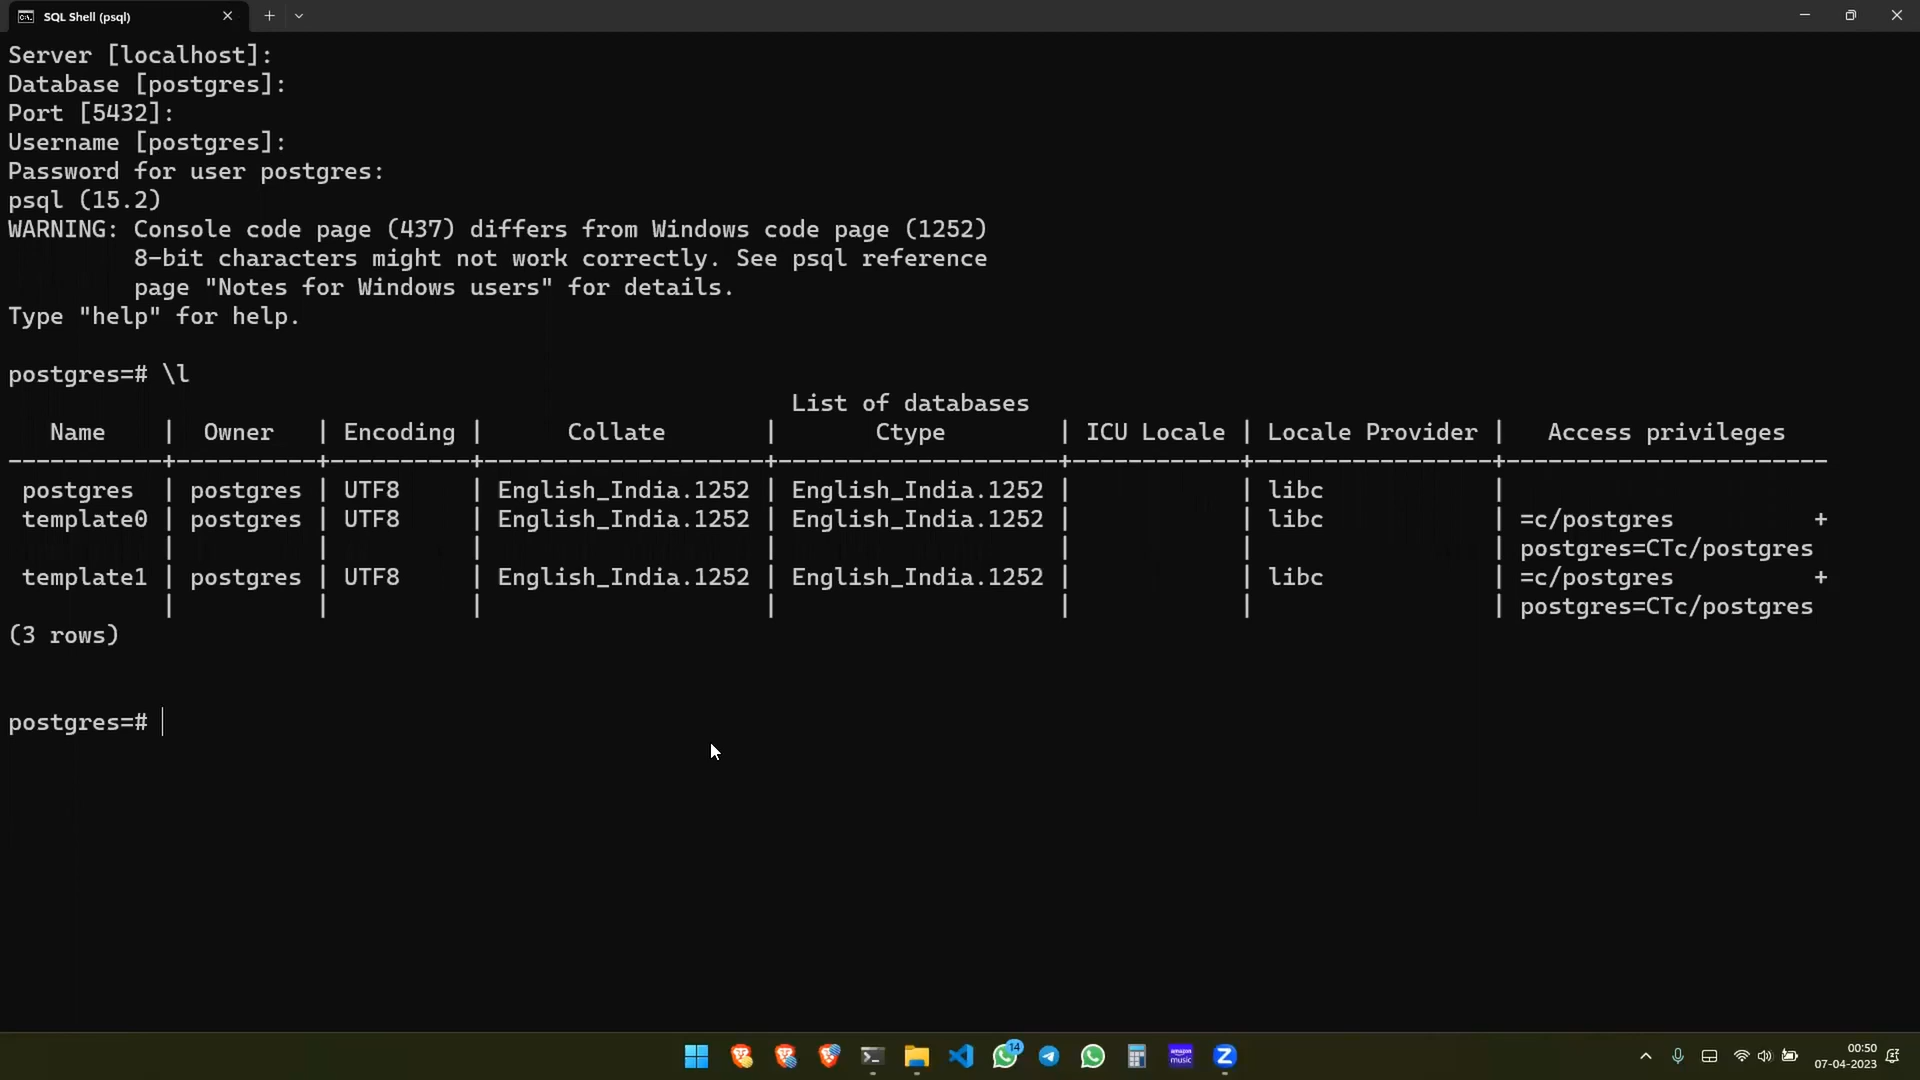 SQL Shell (psql)
Server [localhost]:
Database [postgres]:
Port [5432]:
Username [postgres]:
Password for user postgres:
psql (15.2)
WARNING: Console code page (437) differs from Windows code page (1252)
         8-bit characters might not work correctly. See psql reference
         page "Notes for Windows users" for details.
Type "help" for help.
postgres=# \l
                                                        List of databases
   Name    |  Owner   | Encoding |      Collate       |       Ctype        | ICU Locale | Locale Provider |   Access privileges
-----------+----------+----------+--------------------+--------------------+------------+-----------------+-----------------------
 postgres  | postgres | UTF8     | English_India.1252 | English_India.1252 |            | libc            |
 template0 | postgres | UTF8     | English_India.1252 | English_India.1252 |            | libc            | =c/postgres          +
           |          |          |                    |                    |            |                 | postgres=CTc/postgres
 template1 | postgres | UTF8     | English_India.1252 | English_India.1252 |            | libc            | =c/postgres          +
           |          |          |                    |                    |            |                 | postgres=CTc/postgres
(3 rows)
postgres=#
14
amazon music
Z
00:50
07-04-2023